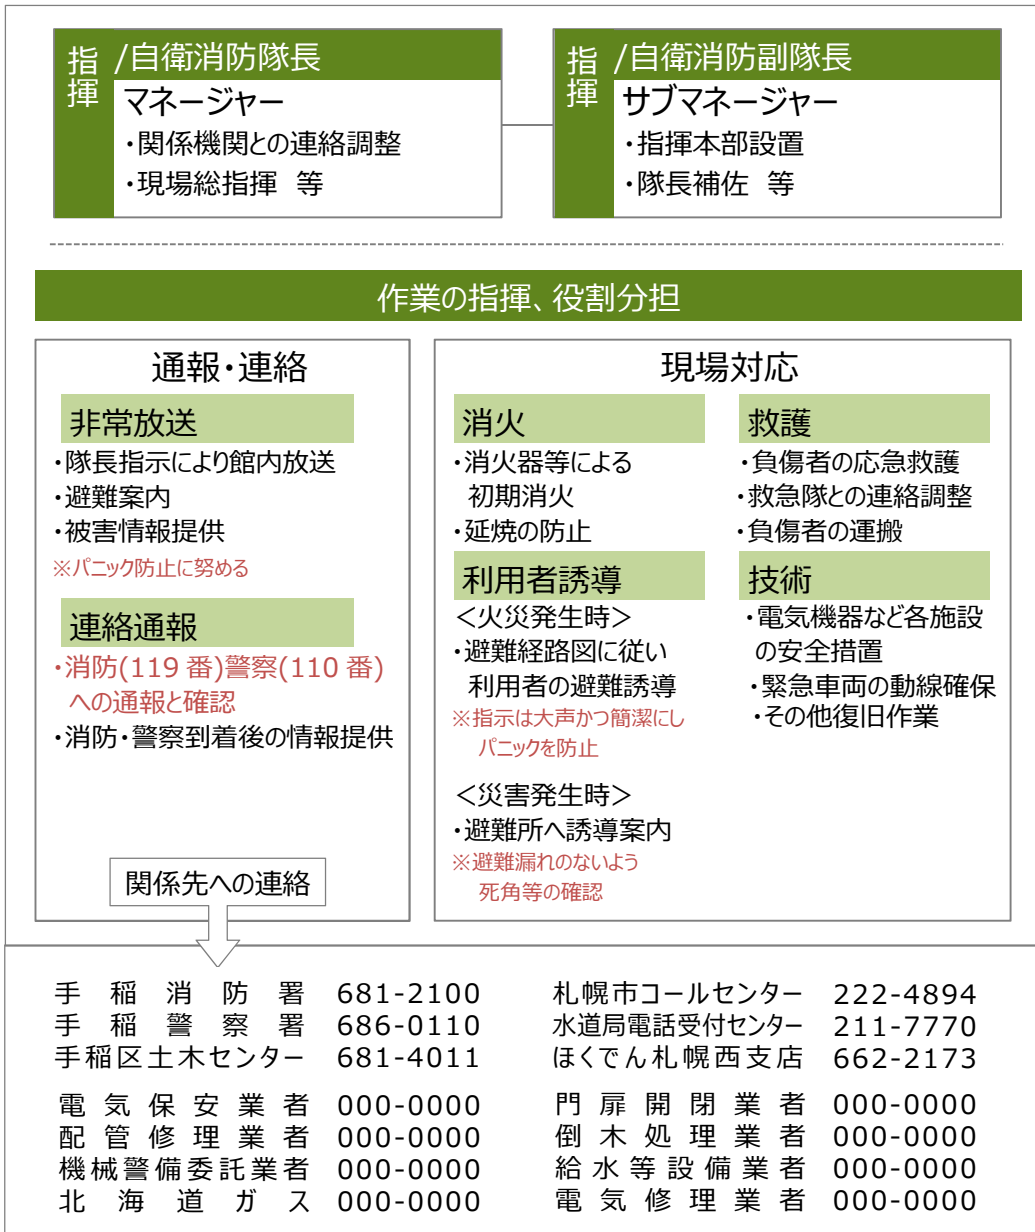 指揮
/自衛消防隊長
マネージャー
・関係機関との連絡調整
・現場総指揮　等
指揮
/自衛消防副隊長
サブマネージャー
・指揮本部設置
・隊長補佐　等
作業の指揮、役割分担
通報・連絡
非常放送
・隊長指示により館内放送
・避難案内
・被害情報提供
※パニック防止に努める
連絡通報
・消防(119 番)警察(110 番)
への通報と確認
・消防・警察到着後の情報提供
関係先への連絡
現場対応
消火
・消火器等による
初期消火
・延焼の防止
利用者誘導
＜火災発生時＞
・避難経路図に従い
利用者の避難誘導
※指示は大声かつ簡潔にし
パニックを防止
＜災害発生時＞
・避難所へ誘導案内
※避難漏れのないよう
死角等の確認
救護
・負傷者の応急救護
・救急隊との連絡調整
・負傷者の運搬
技術
・電気機器など各施設
の安全措置
・緊急車両の動線確保
・その他復旧作業
手稲消防署 681-2100
手稲警察署 686-0110
手稲区土木センター 681-4011
電気保安業者 000-0000
配管修理業者 000-0000
機械警備委託業者 000-0000
北海道ガス 000-0000
札幌市コールセンター 222-4894
水道局電話受付センター 211-7770
ほくでん札幌西支店 662-2173
門扉開閉業者 000-0000
倒木処理業者 000-0000
給水等設備業者 000-0000
電気修理業者 000-0000